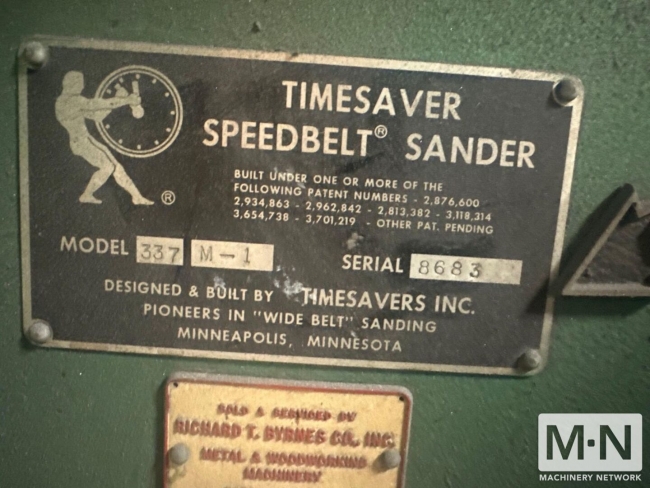 TIMESAVER
SPEEDBELT® SANDER
BUILT UNDER ONE OR MORE OF THE
FOLLOWING PATENT NUMBERS - 2,876,600
2,934,863 - 2,962,842 - 2,813,382 - 3,118,314
3,654,738 - 3,701,219 - OTHER PAT. PENDING
®
MODEL 337 M-1 SERIAL 8683
DESIGNED & BUILT BY TIMESAVERS INC.
PIONEERS IN "WIDE BELT" SANDING
MINNEAPOLIS, MINNESOTA
SOLD & SERVICED BY
RICHARD T. BYRNES CO., INC.
METAL & WOODWORKING
MACHINERY
M·N
MACHINERY NETWORK